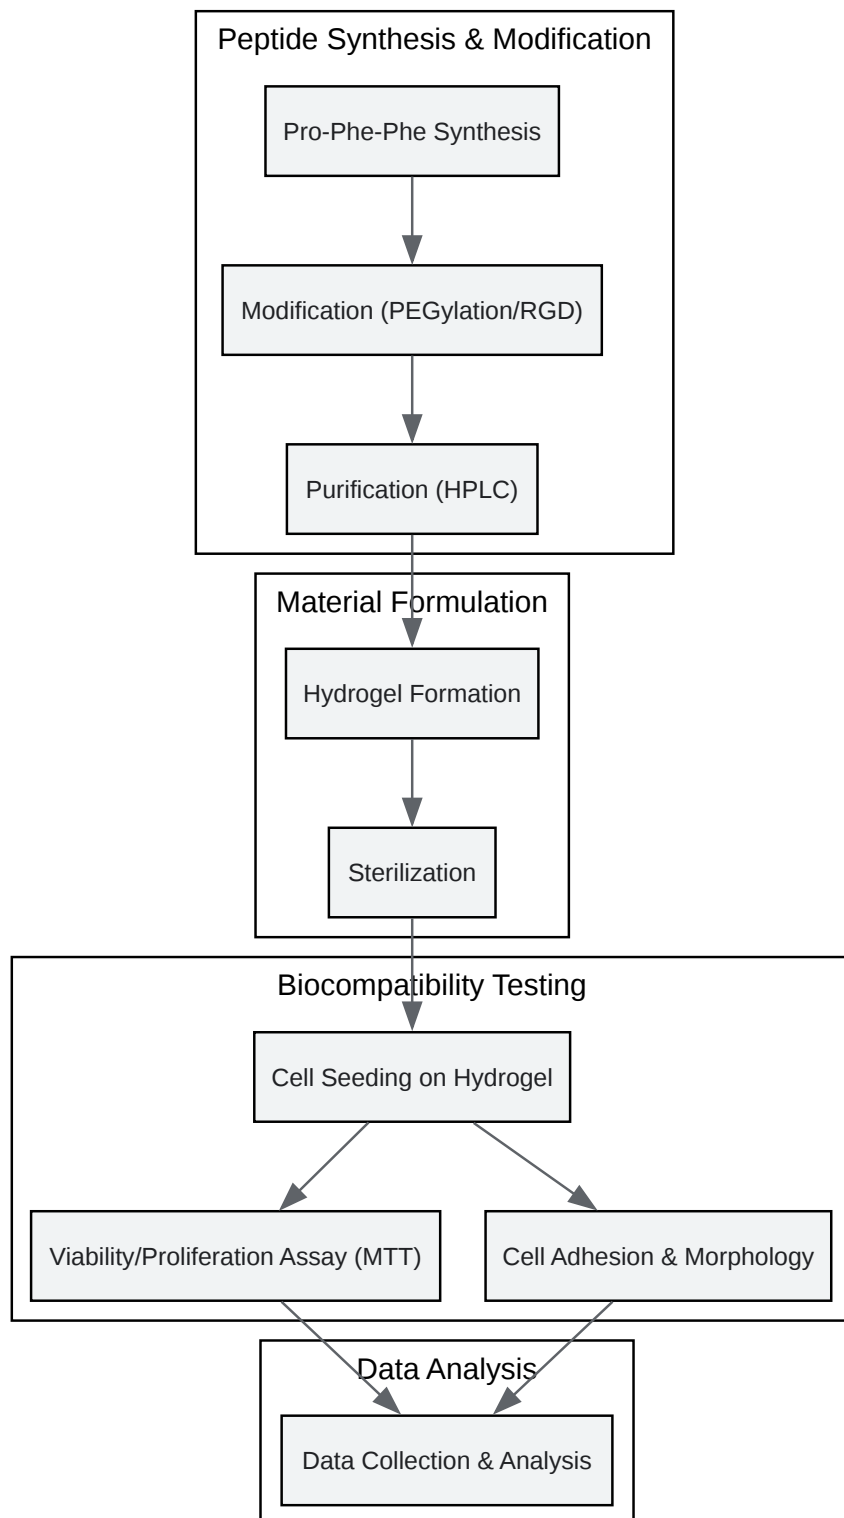 Peptide Synthesis & Modification
Pro-Phe-Phe Synthesis
Modification (PEGylation/RGD)
Purification (HPLC)
Material Formulation
Hydrogel Formation
Sterilization
Biocompatibility Testing
Cell Seeding on Hydrogel
Viability/Proliferation Assay (MTT)
Cell Adhesion & Morphology
Data Analysis
Data Collection & Analysis